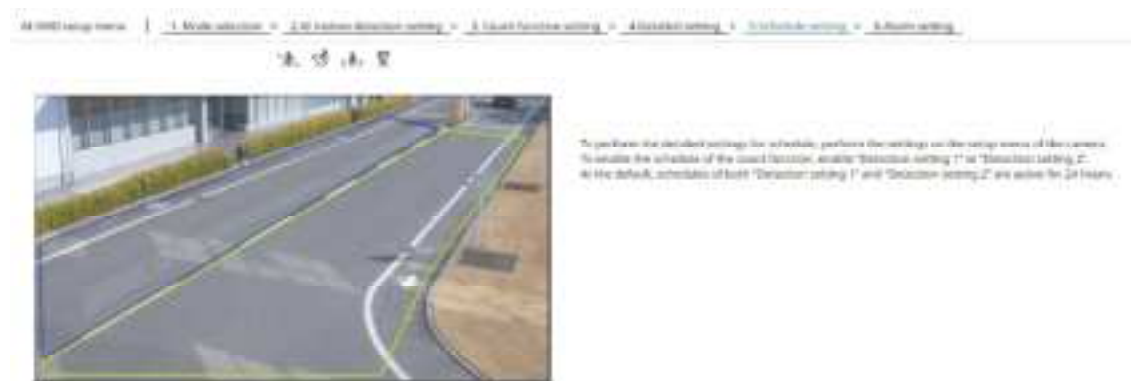 AI-VMD setup menu | 1. Mode selection > 2. AI motion detection setting > 3. Count function setting > 4. Detailed setting > 5. Schedule setting > 6. Alarm setting
To perform the detailed settings for schedule, perform the settings on the setup menu of the camera.
To enable the schedule of the count function, enable "Detection setting 1" or "Detection setting 2".
At the default, schedules of both "Detection setting 1" and "Detection setting 2" are active for 24 hours.